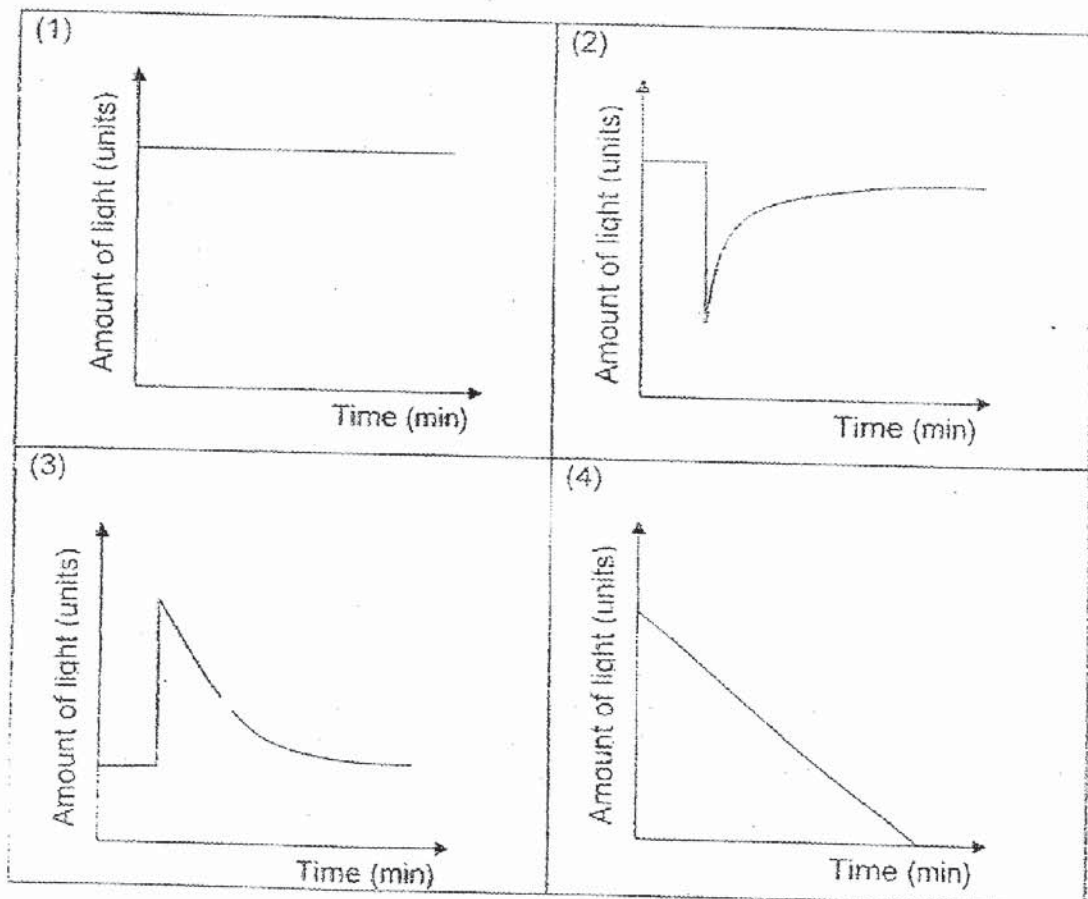 (1)
Amount of light (units)
Time (min)
(2)
Amount of light (units)
Time (min)
(3)
Amount of light (units)
Time (min)
(4)
Amount of light (units)
Time (min)